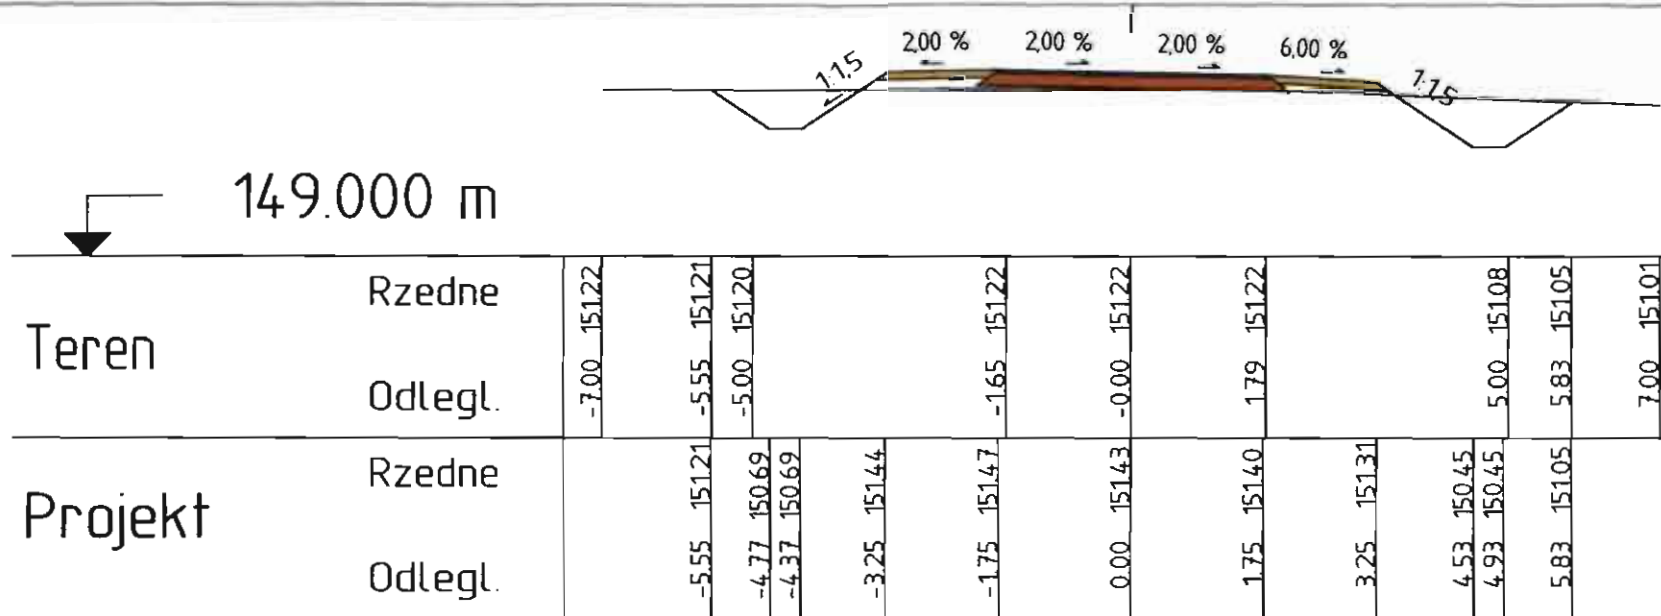 2,00 % 2,00 % 2,00 % 6,00 %
1:1,5 1:1,5
149.000 m
Teren
Rzedne 151.22 151.21 151.20 151.22 151.22 151.22 151.08 151.05 151.01
Odlegl. -7.00 -5.55 -5.00 -1.65 -0.00 1.79 5.00 5.83 7.00
Projekt
Rzedne 151.21 150.69 150.69 151.44 151.47 151.43 151.40 151.31 150.45 150.45 151.05
Odlegl. -5.55 -4.77 -4.37 -3.25 -1.75 0.00 1.75 3.25 4.53 4.93 5.83